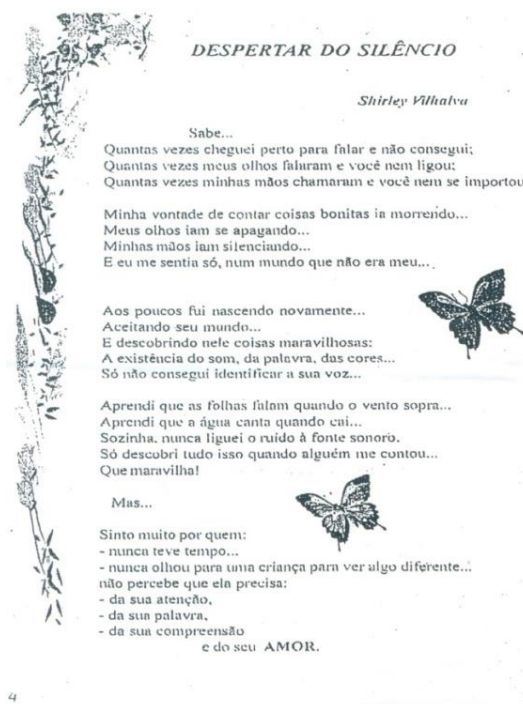 DESPERTAR DO SILÊNCIO
Shirley Vilhalva
Sabe...
Quantas vezes cheguei perto para falar e não consegui;
Quantas vezes meus olhos falaram e você nem ligou;
Quantas vezes minhas mãos chamaram e você nem se importou
Minha vontade de contar coisas bonitas ia morrendo...
Meus olhos iam se apagando...
Minhas mãos iam silenciando...
E eu me sentia só, num mundo que não era meu...
Aos poucos fui nascendo novamente...
Aceitando seu mundo...
E descobrindo nele coisas maravilhosas:
A existência do som, da palavra, das cores...
Só não consegui identificar a sua voz...
Aprendi que as folhas falam quando o vento sopra...
Aprendi que a água canta quando cai...
Sozinha, nunca liguei o ruído à fonte sonoro.
Só descobri tudo isso quando alguém me contou...
Que maravilha!
Mas...
Sinto muito por quem:
- nunca teve tempo...
- nunca olhou para uma criança para ver algo diferente...
não percebe que ela precisa:
- da sua atenção,
- da sua palavra,
- da sua compreensão
e do seu AMOR.
4